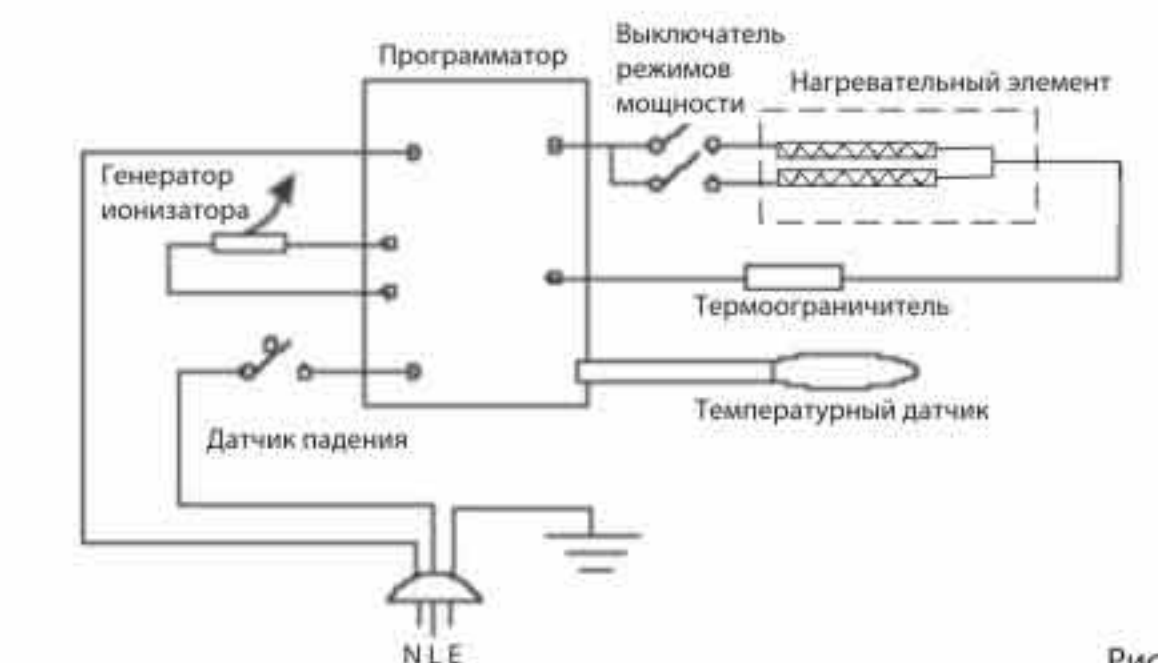 Программатор
Выключатель
режимов
мощности
Нагревательный элемент
Генератор
ионизатора
Термоограничитель
Температурный датчик
Датчик падения
N L E